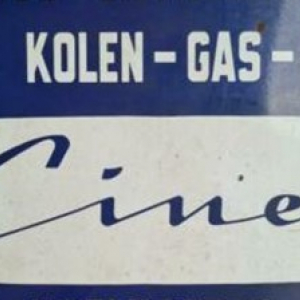 KOLEN - GAS -
Cine